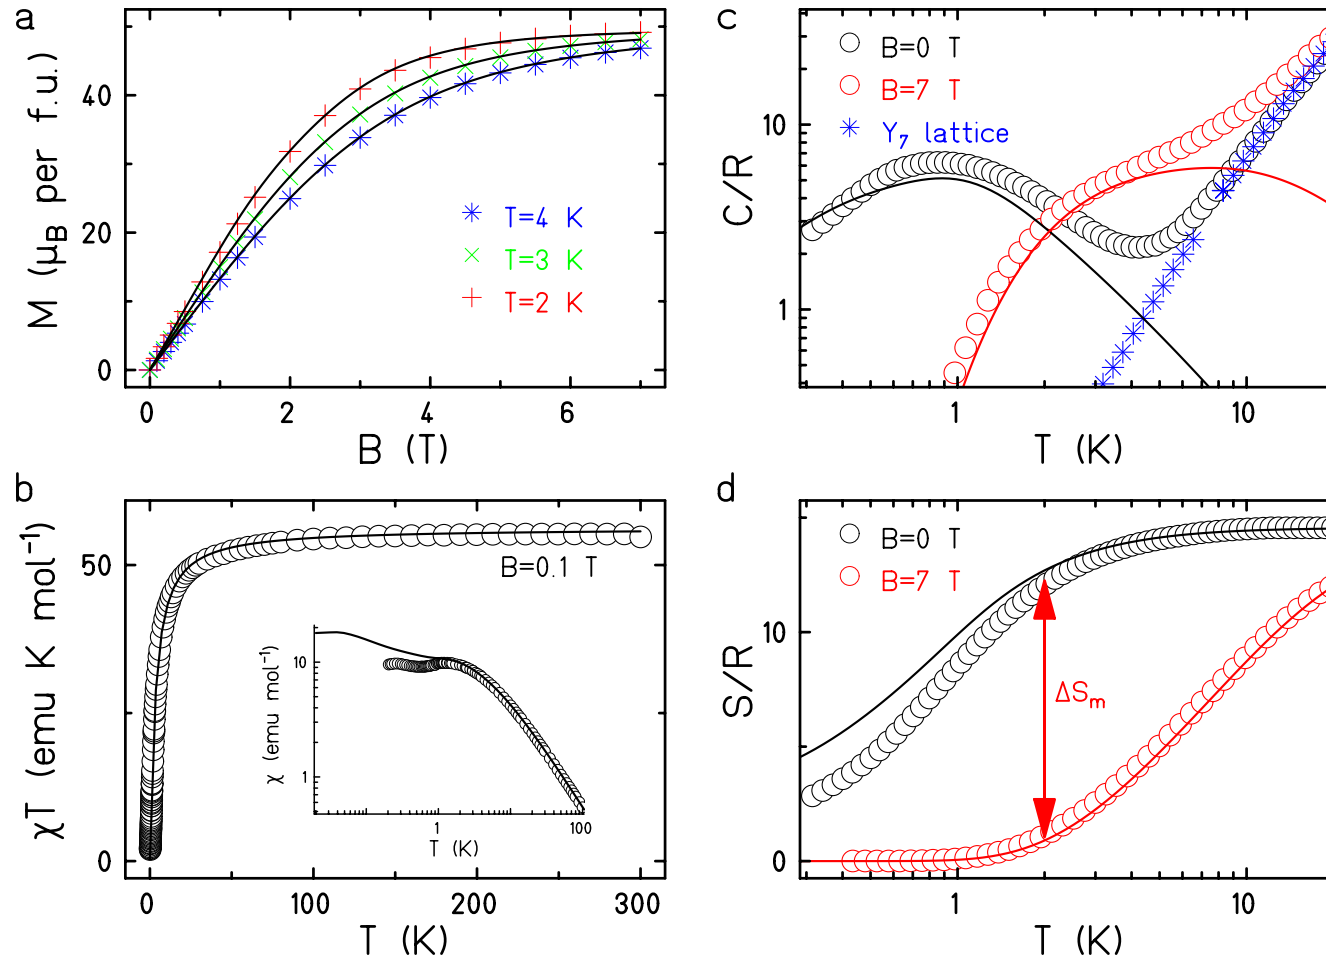 a
M (μB per f.u.)
40
20
0
T=4 K
T=3 K
T=2 K
0 2 4 6
B (T)
b
χT (emu K mol⁻¹)
50
0
B=0.1 T
χ (emu mol⁻¹)
10
1
1 10 100
T (K)
0 100 200 300
T (K)
c
C/R
10
1
B=0 T
B=7 T
Y₇ lattice
1 10
T (K)
d
S/R
10
0
B=0 T
B=7 T
ΔSm
1 10
T (K)